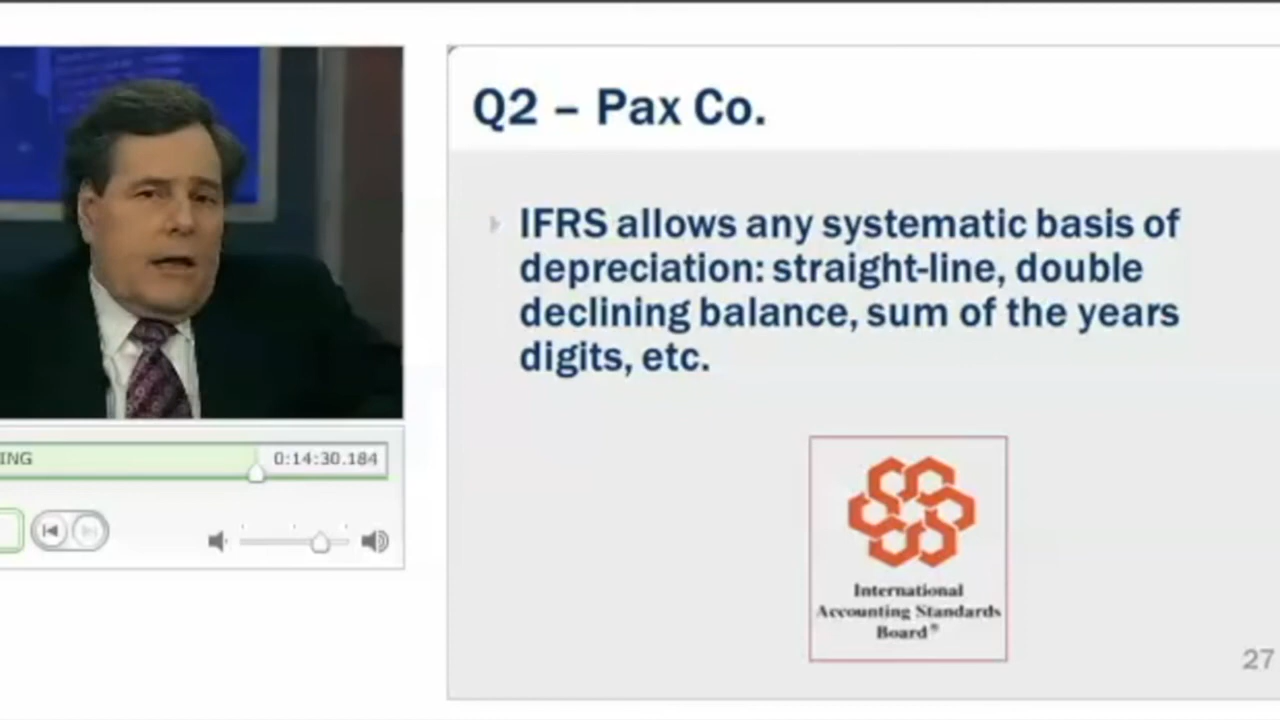 Q2 – Pax Co.
IFRS allows any systematic basis of
depreciation: straight-line, double
declining balance, sum of the years
digits, etc.
ING
0:14:30.184
International
Accounting Standards
Board®
27